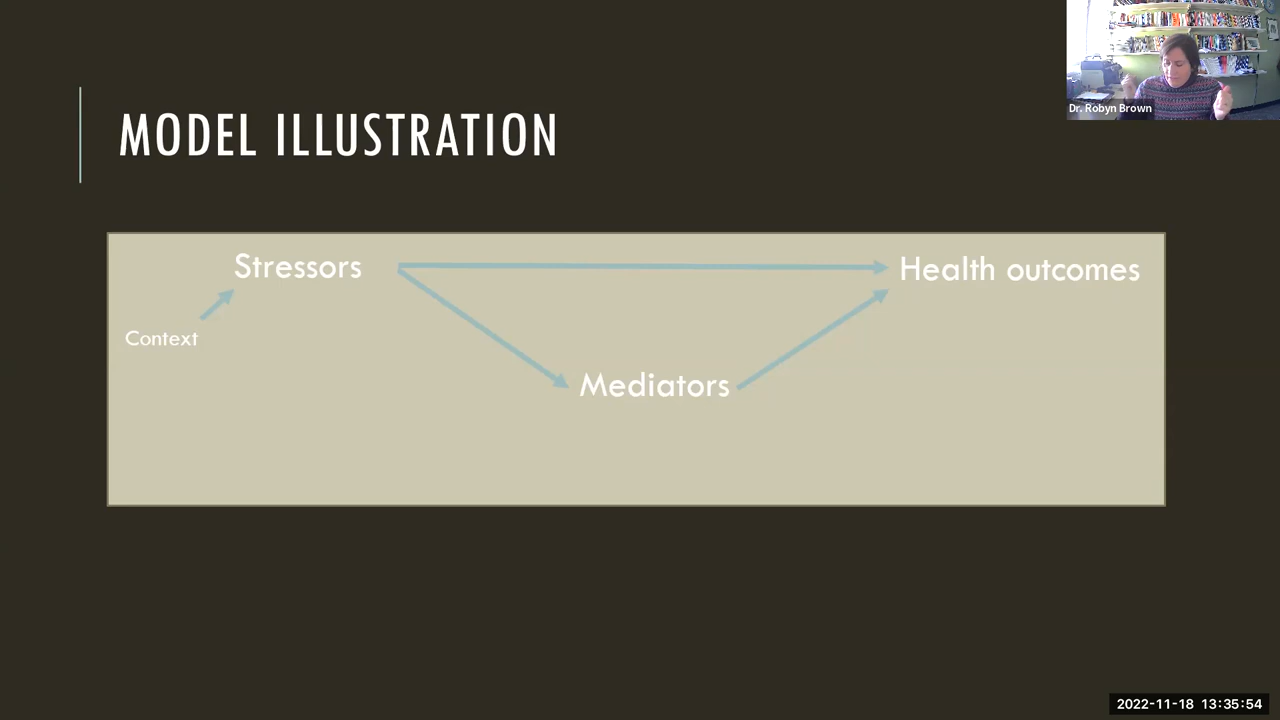 Dr. Robyn Brown
MODEL ILLUSTRATION
Stressors
Health outcomes
Context
Mediators
2022-11-18 13:35:54